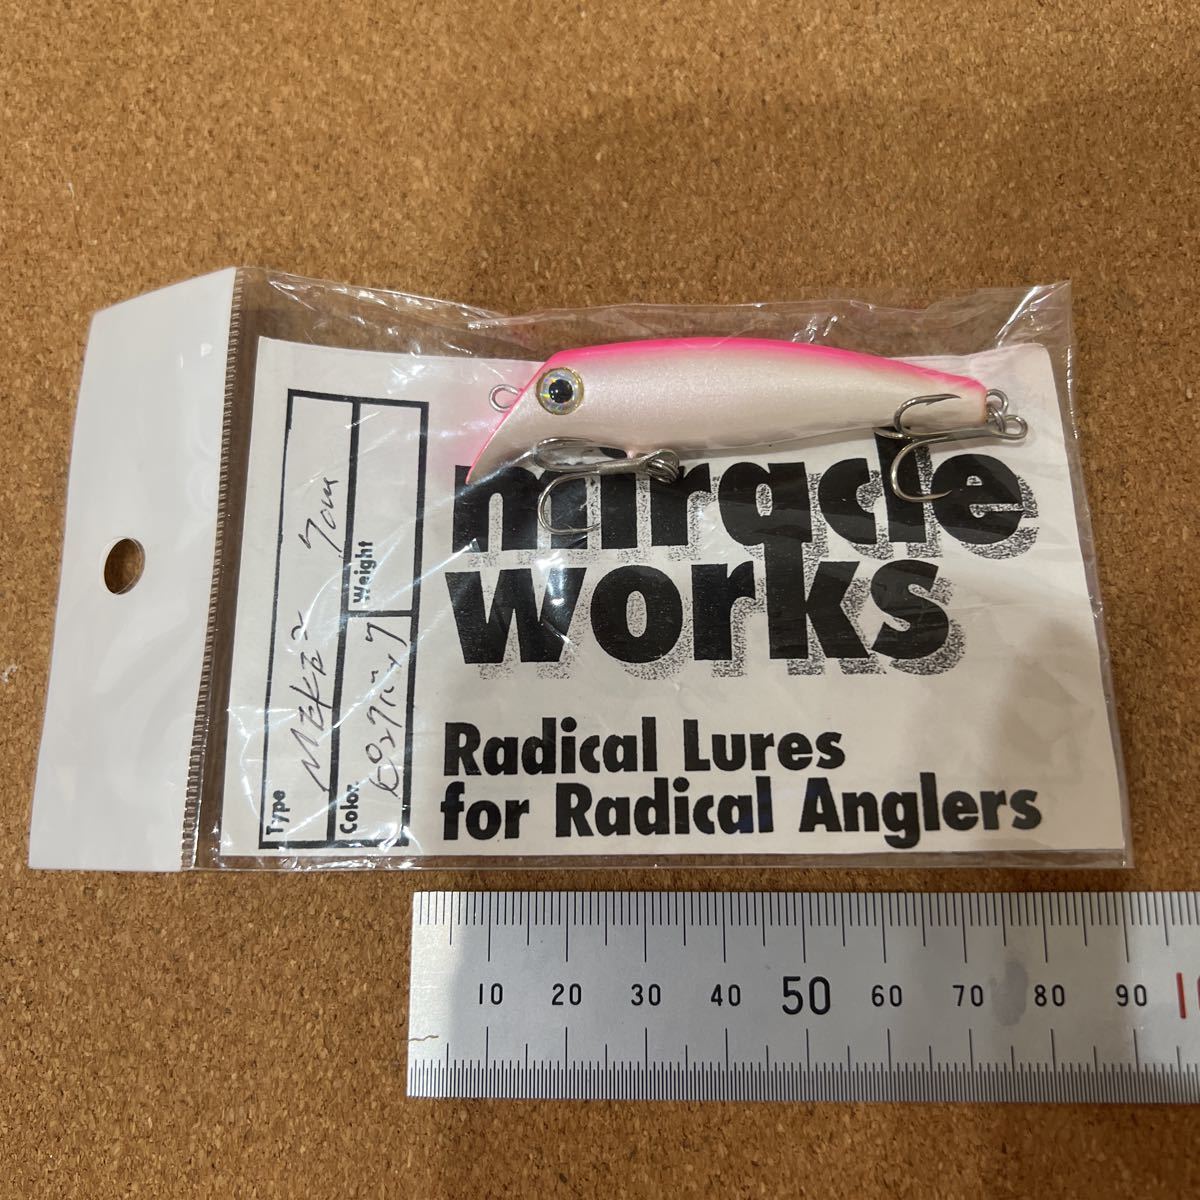 miracle
works
Radical Lures
for Radical Anglers
Type
7cm
Color
Weight
10 20 30 40 50 60 70 80 90